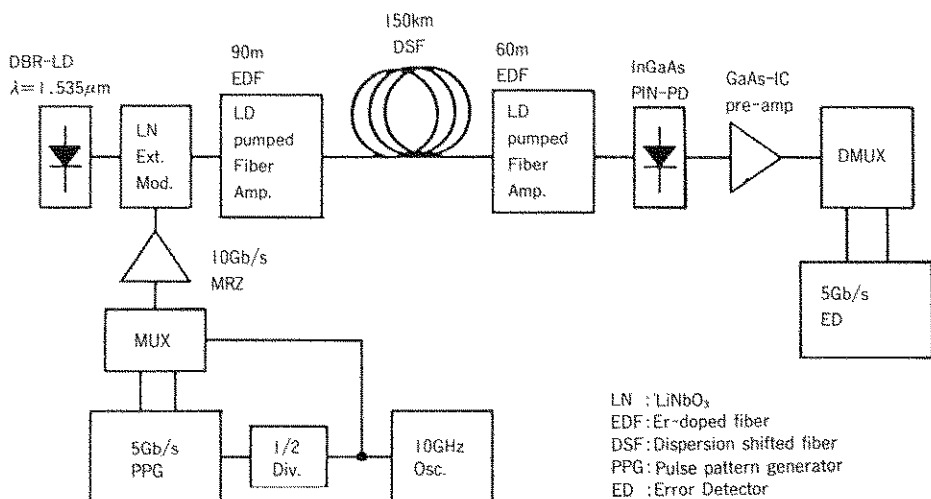 150km
DSF
DBR-LD
λ=1.535μm
90m
EDF
60m
EDF
InGaAs
PIN-PD
GaAs-IC
pre-amp
LN
Ext.
Mod.
LD
pumped
Fiber
Amp.
LD
pumped
Fiber
Amp.
DMUX
10Gb/s
MRZ
5Gb/s
ED
MUX
5Gb/s
PPG
1/2
Div.
10GHz
Osc.
LN :LiNbO₃
EDF:Er-doped fiber
DSF:Dispersion shifted fiber
PPG:Pulse pattern generator
ED :Error Detector